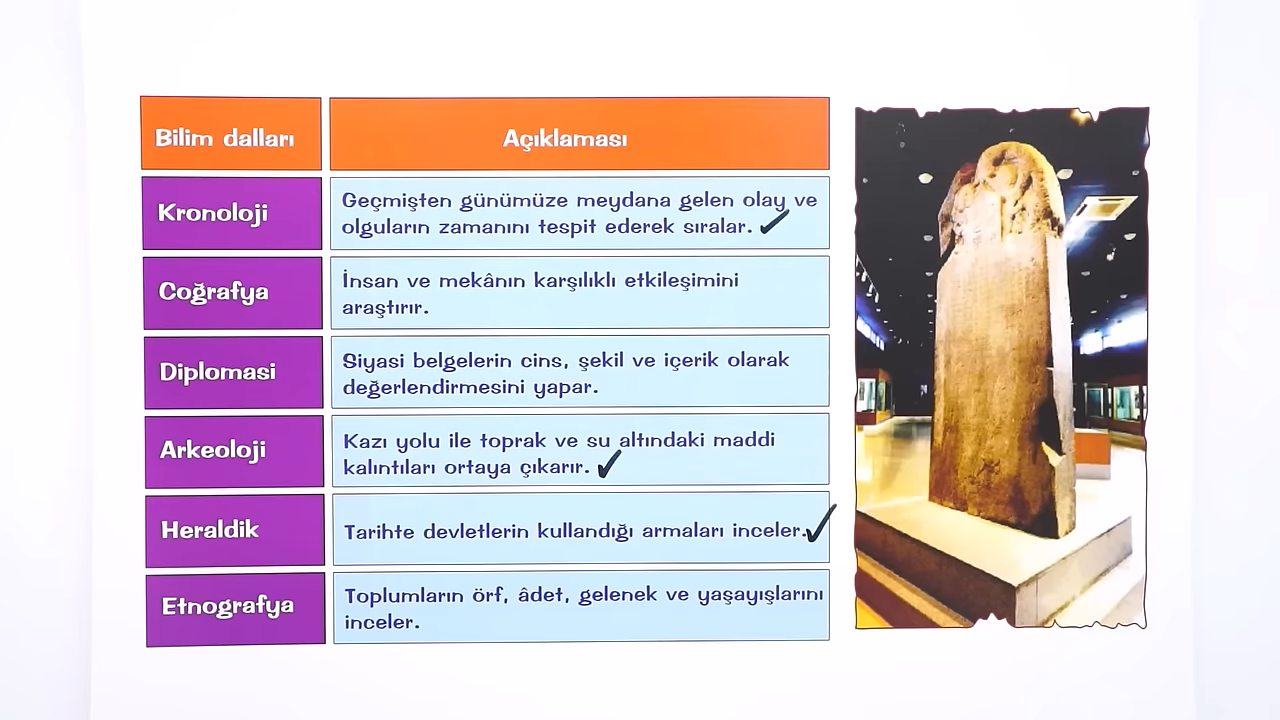 Bilim dalları
Açıklaması
Kronoloji
Geçmişten günümüze meydana gelen olay ve
olguların zamanını tespit ederek sıralar.
Coğrafya
İnsan ve mekânın karşılıklı etkileşimini
araştırır.
Diplomasi
Siyasi belgelerin cins, şekil ve içerik olarak
değerlendirmesini yapar.
Arkeoloji
Kazı yolu ile toprak ve su altındaki maddi
kalıntıları ortaya çıkarır.
Heraldik
Tarihte devletlerin kullandığı armaları inceler.
Etnografya
Toplumların örf, âdet, gelenek ve yaşayışlarını
inceler.